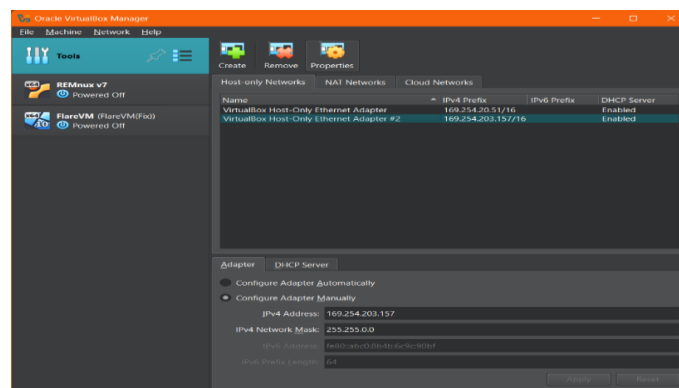 Oracle VirtualBox Manager
File Machine Network Help
Tools
Create Remove Properties
REMnux v7
Powered Off
FlareVM (FlareVM(Fix))
Powered Off
Host-only Networks NAT Networks Cloud Networks
Name IPv4 Prefix IPv6 Prefix DHCP Server
VirtualBox Host-Only Ethernet Adapter 169.254.20.51/16 Enabled
VirtualBox Host-Only Ethernet Adapter #2 169.254.203.157/16 Enabled
Adapter DHCP Server
Configure Adapter Automatically
Configure Adapter Manually
IPv4 Address: 169.254.203.157
IPv4 Network Mask: 255.255.0.0
IPv6 Address:
IPv6 Prefix Length: 64
Apply Reset